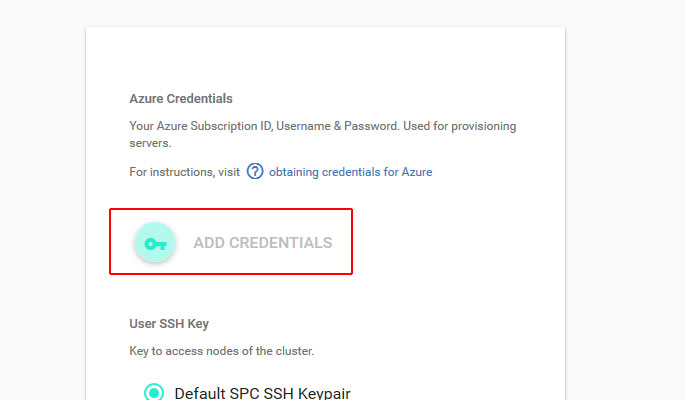 Azure Credentials
Your Azure Subscription ID, Username & Password. Used for provisioning
servers.
For instructions, visit ? obtaining credentials for Azure
ADD CREDENTIALS
User SSH Key
Key to access nodes of the cluster.
Default SPC SSH Keypair